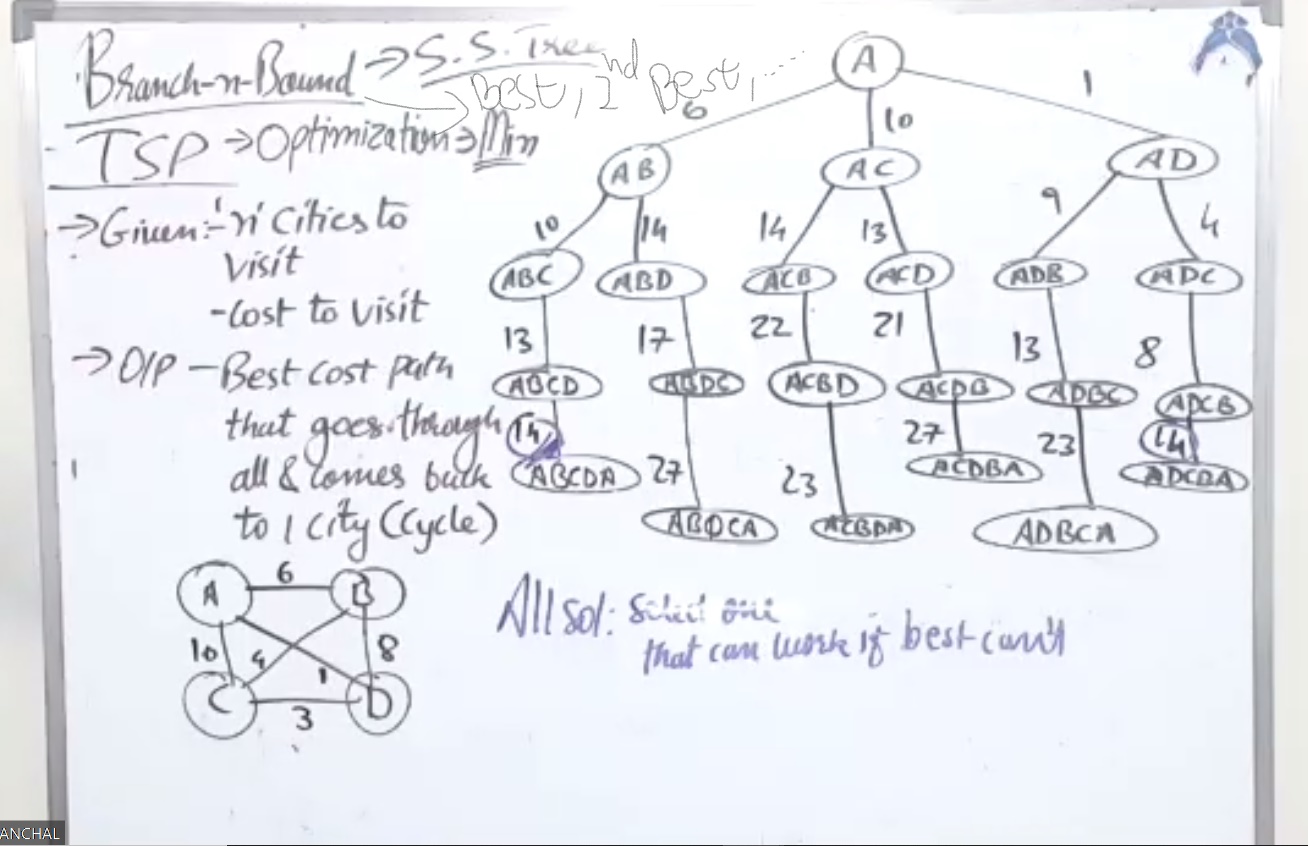 Branch-n-Bound → S.S. Tree
Best, 2nd Best, ....
TSP → Optimization → Min
→ Given:- 'n' Cities to
visit
- Cost to visit
→ O/P - Best cost path
that goes through
all & comes back
to 1 city (Cycle)
A 6 B
10 4 1 8
C 3 D
A
6 10 1
AB AC AD
10 14 14 13 9 4
ABC ABD ACB ACD ADB ADC
13 17 22 21 13 8
ABCD ABDC ACBD ACDB ADBC ADCB
14 27 23 27 23 14
ABCDA ABDCA ACBDA ACDBA ADBCA ADCBA
All sol: Select one
that can work if best can't
ANCHAL